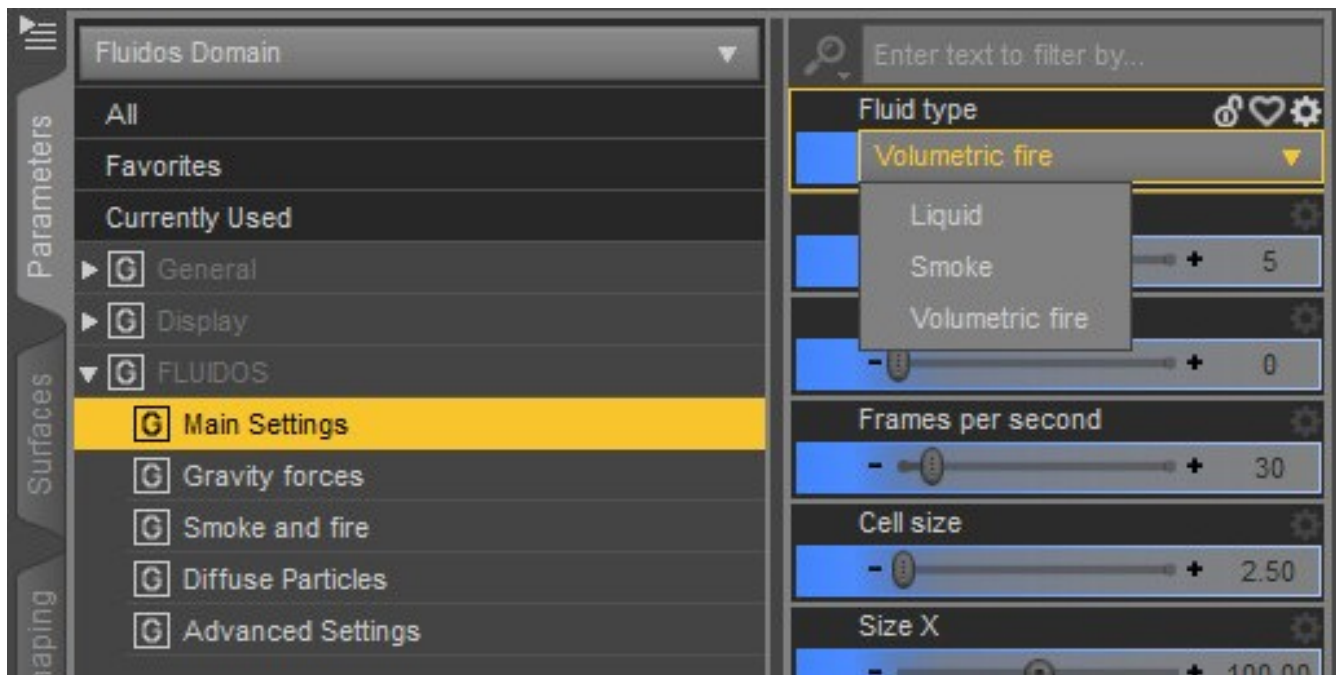 Parameters
Surfaces
Fluidos Domain
All
Favorites
Currently Used
G General
G Display
G FLUIDOS
G Main Settings
G Gravity forces
G Smoke and fire
G Diffuse Particles
G Advanced Settings
Enter text to filter by...
Fluid type
Volumetric fire
Liquid
Smoke
Volumetric fire
- + 5
- + 0
Frames per second
- + 30
Cell size
- + 2.50
Size X
- + 100.00